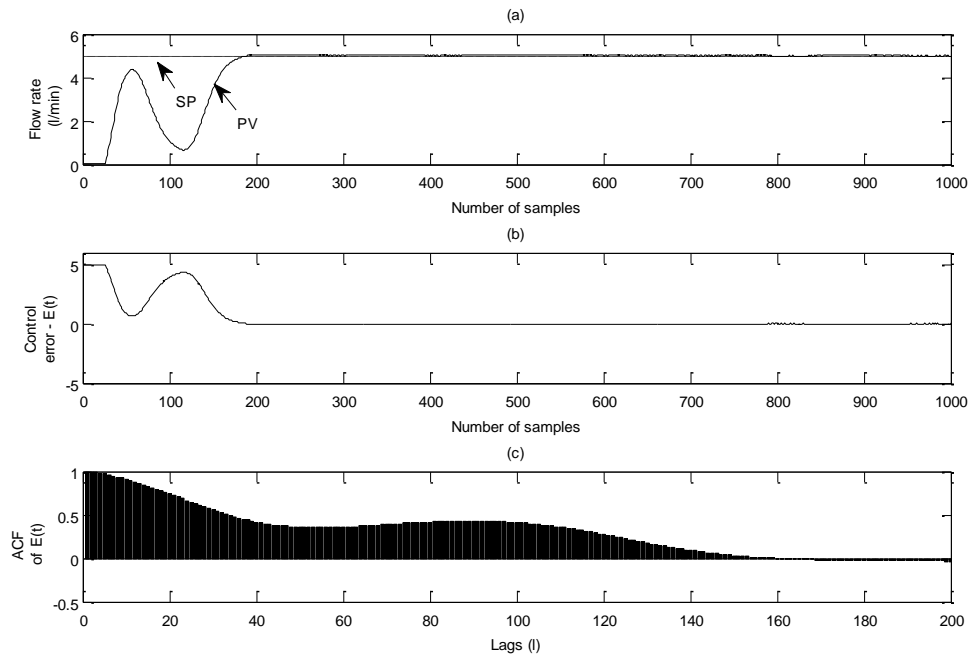 (a)
6
4
2
0
Flow rate
(l/min)
SP
PV
0 100 200 300 400 500 600 700 800 900 1000
Number of samples
(b)
5
0
-5
Control
error - E(t)
0 100 200 300 400 500 600 700 800 900 1000
Number of samples
(c)
1
0.5
0
-0.5
ACF
of E(t)
0 20 40 60 80 100 120 140 160 180 200
Lags (l)